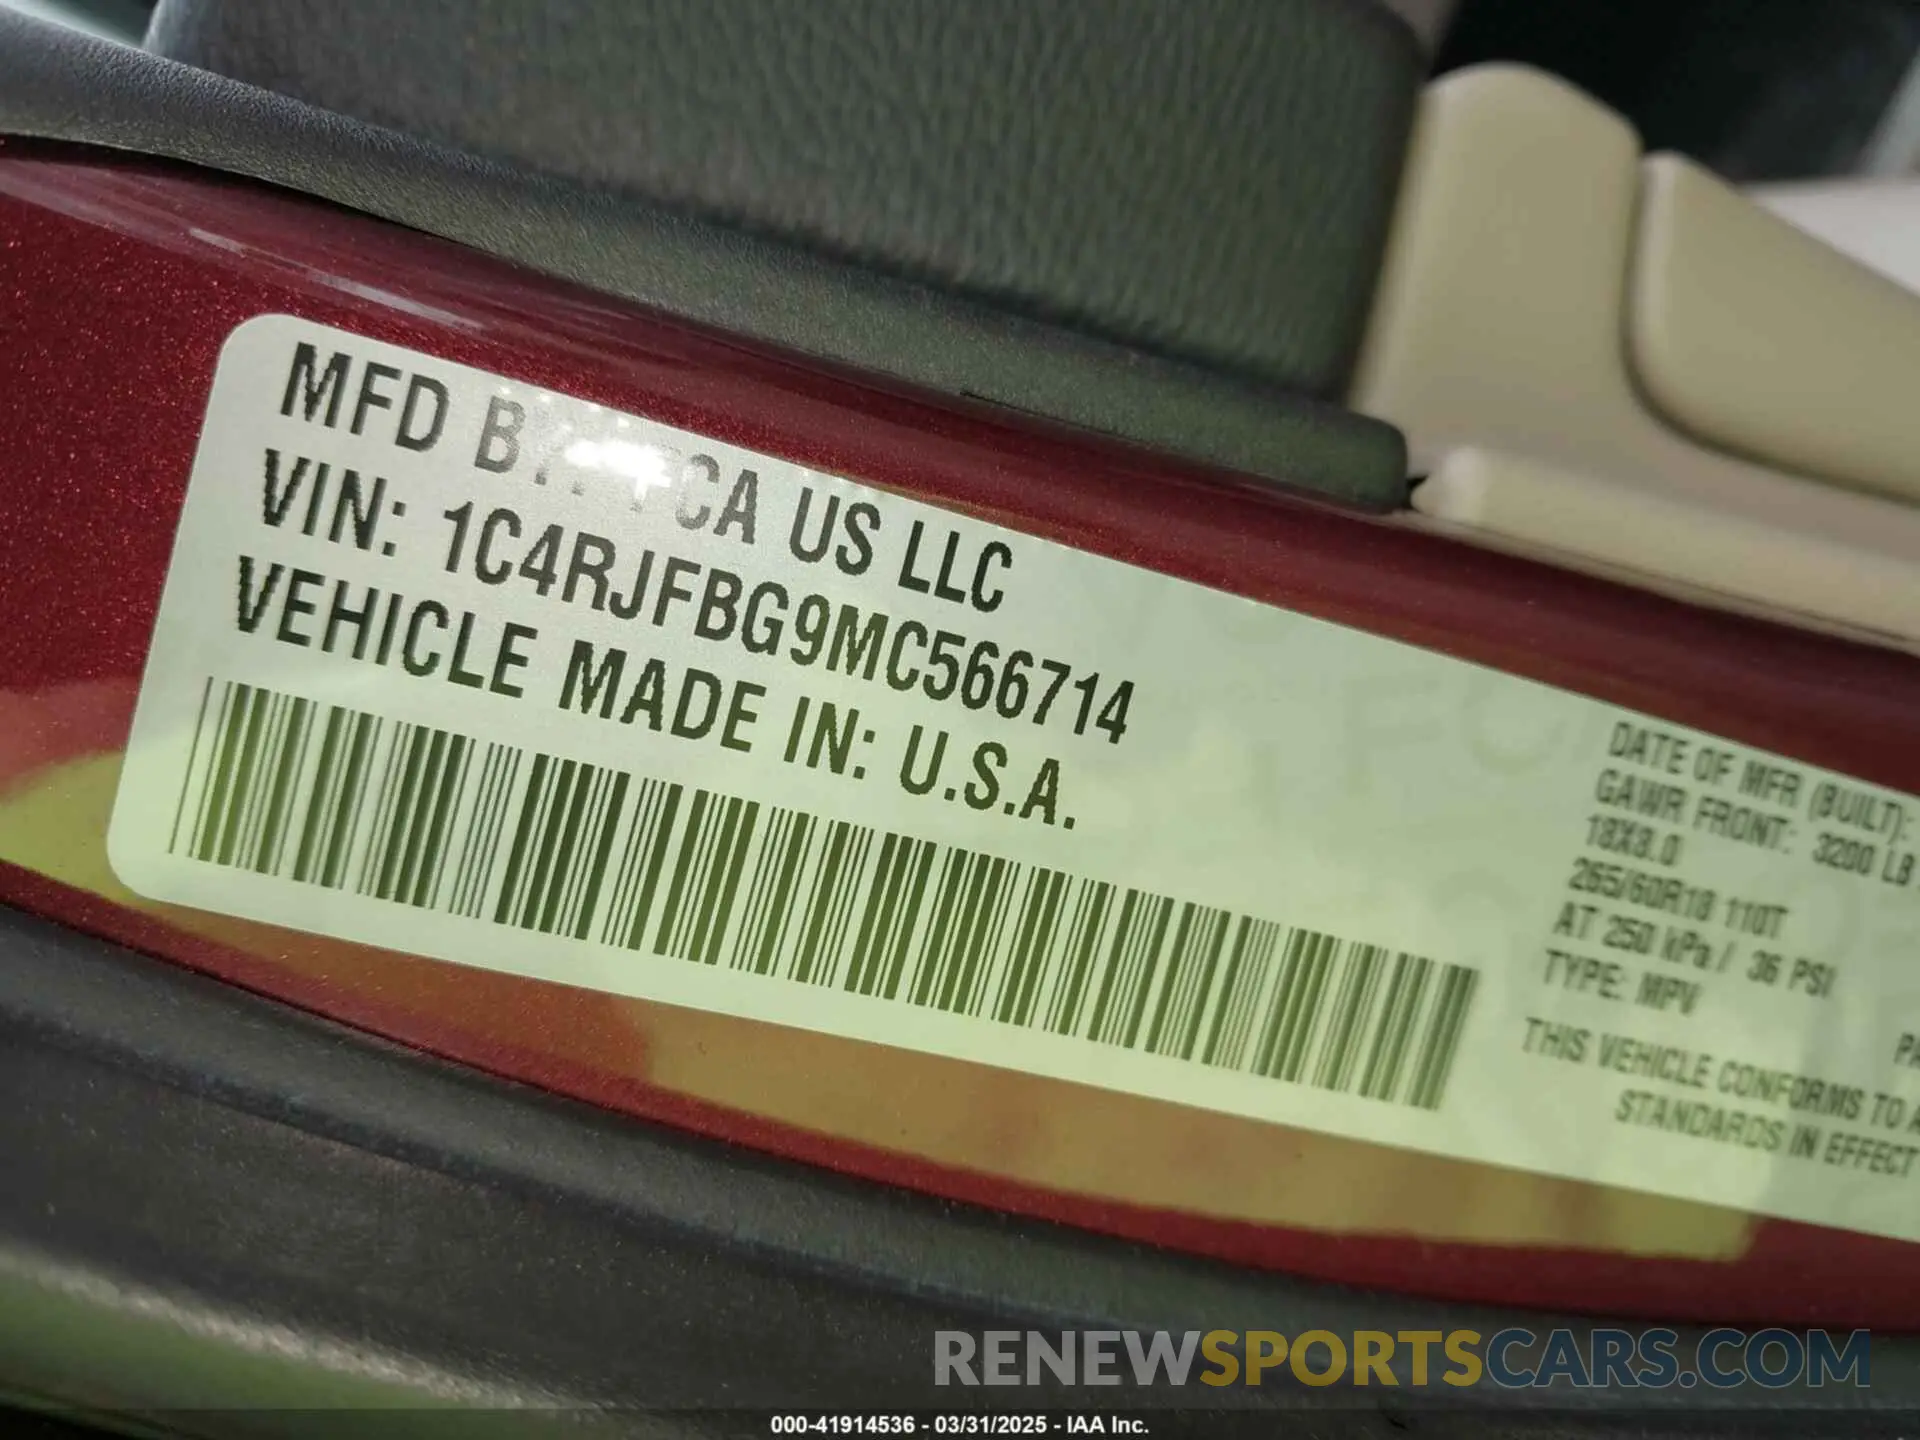 MFD BY: FCA US LLC
VIN: 1C4RJFBG9MC566714
VEHICLE MADE IN: U.S.A.
DATE OF MFR (BUILT):
GAWR FRONT: 3200 LB
18X8.0
265/60R18 110T
AT 250 kPa / 36 PSI
TYPE: MPV
THIS VEHICLE CONFORMS TO
STANDARDS IN EFFECT
RENEWSPORTSCARS.COM
000-41914536 - 03/31/2025 - IAA Inc.